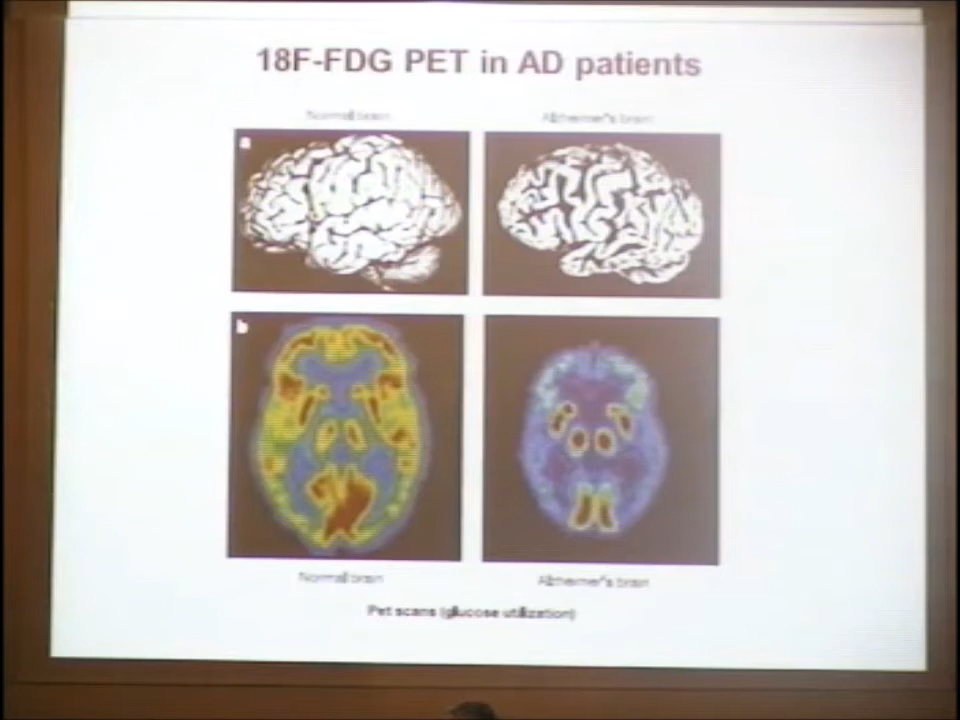 18F-FDG PET in AD patients
Normal brain Alzheimer's brain
a
b
Normal brain Alzheimer's brain
Pet scans (glucose utilization)